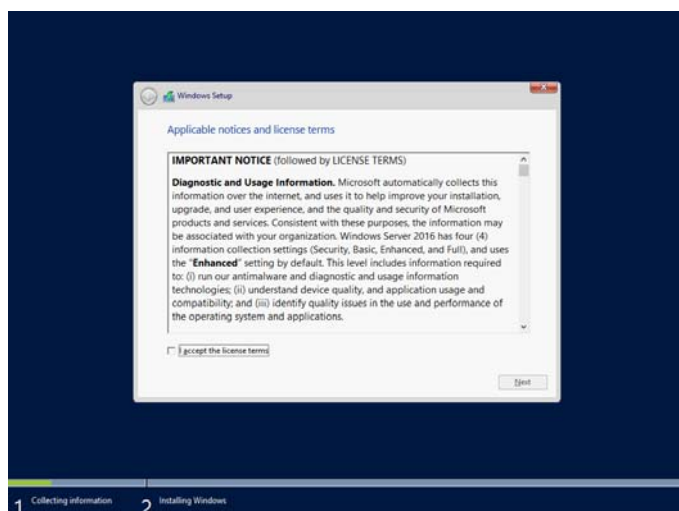 Windows Setup
Applicable notices and license terms
IMPORTANT NOTICE (followed by LICENSE TERMS)
Diagnostic and Usage Information. Microsoft automatically collects this
information over the internet, and uses it to help improve your installation,
upgrade, and user experience, and the quality and security of Microsoft
products and services. Consistent with these purposes, the information may
be associated with your organization. Windows Server 2016 has four (4)
information collection settings (Security, Basic, Enhanced, and Full), and uses
the "Enhanced" setting by default. This level includes information required
to: (i) run our antimalware and diagnostic and usage information
technologies; (ii) understand device quality, and application usage and
compatibility; and (iii) identify quality issues in the use and performance of
the operating system and applications.
I accept the license terms
Next
1 Collecting information 2 Installing Windows